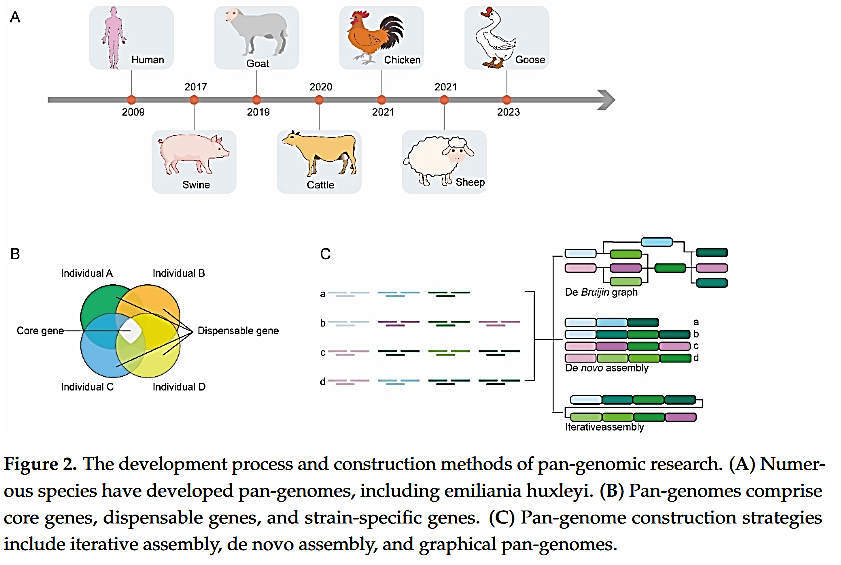 A
Human
Goat
Chicken
Goose
2017
2020
2021
2009
2019
2021
2023
Swine
Cattle
Sheep
B
Individual A
Individual B
Core gene
Dispensable gene
Individual C
Individual D
C
a
b
c
d
De Bruijin graph
a
b
c
d
De novo assembly
Iterativeassembly
Figure 2. The development process and construction methods of pan-genomic research. (A) Numer-
ous species have developed pan-genomes, including emiliania huxleyi. (B) Pan-genomes comprise
core genes, dispensable genes, and strain-specific genes. (C) Pan-genome construction strategies
include iterative assembly, de novo assembly, and graphical pan-genomes.